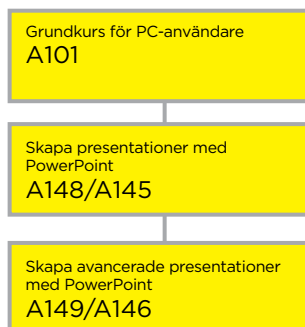 Grundkurs för PC-användare
A101
Skapa presentationer med
PowerPoint
A148/A145
Skapa avancerade presentationer
med PowerPoint
A149/A146